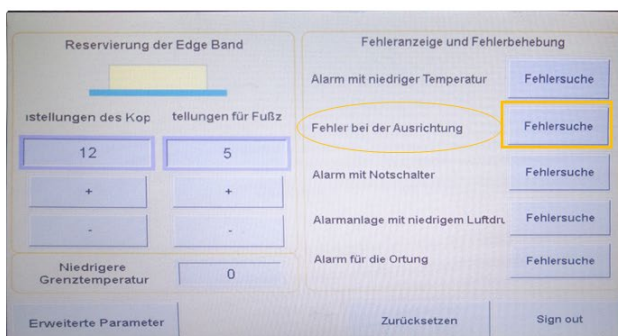 Reservierung der Edge Band
ıstellungen des Kop
tellungen für Fußz
12
5
+
+
-
-
Niedrigere
Grenztemperatur
0
Fehleranzeige und Fehlerbehebung
Alarm mit niedriger Temperatur
Fehlersuche
Fehler bei der Ausrichtung
Fehlersuche
Alarm mit Notschalter
Fehlersuche
Alarmanlage mit niedrigem Luftdrı
Fehlersuche
Alarm für die Ortung
Fehlersuche
Erweiterte Parameter
Zurücksetzen
Sign out